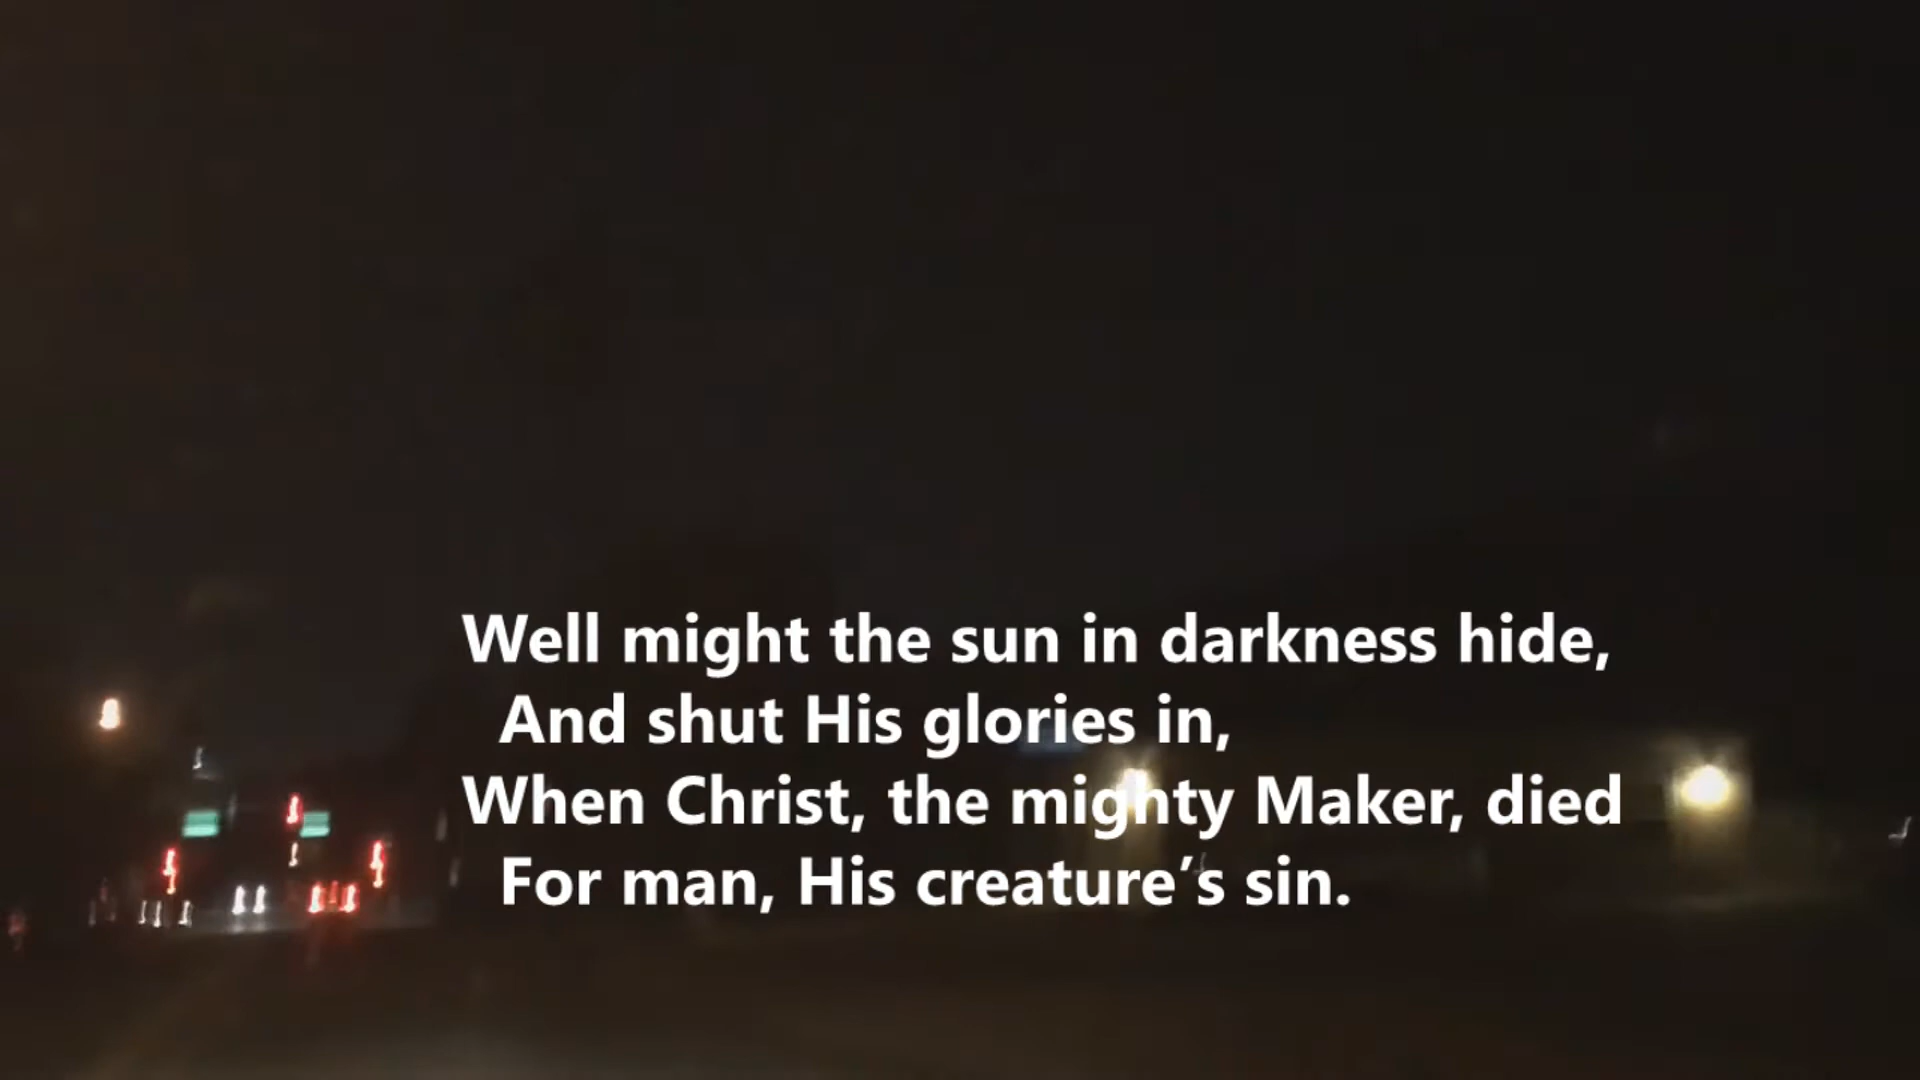 Well might the sun in darkness hide,
And shut His glories in,
When Christ, the mighty Maker, died
For man, His creature’s sin.